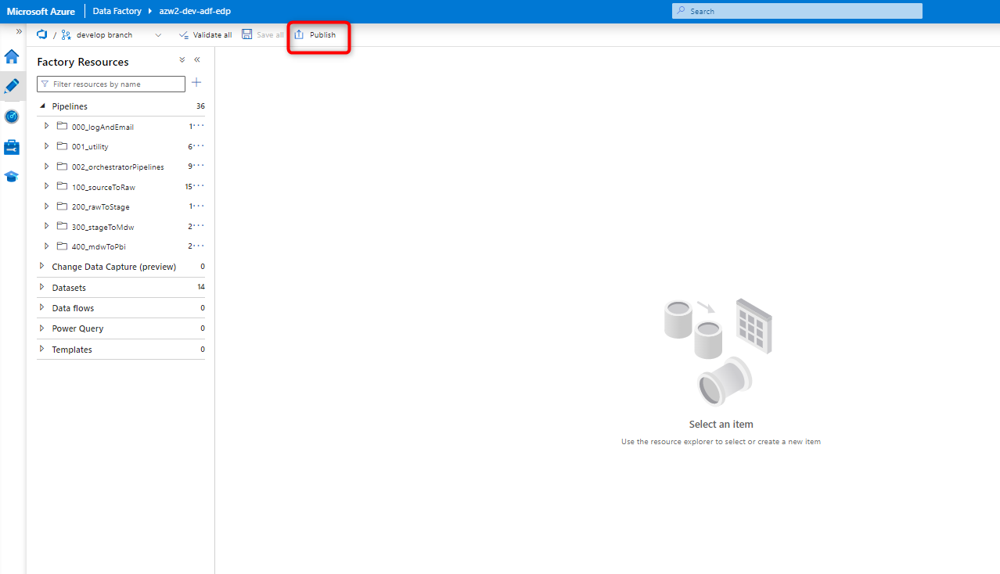 Microsoft Azure Data Factory azw2-dev-adf-edp Search
/ develop branch Validate all Save all Publish
Factory Resources
Filter resources by name
Pipelines 36
000_logAndEmail 1
001_utility 6
002_orchestratorPipelines 9
100_sourceToRaw 15
200_rawToStage 1
300_stageToMdw 2
400_mdwToPbi 2
Change Data Capture (preview) 0
Datasets 14
Data flows 0
Power Query 0
Templates 0
Select an item
Use the resource explorer to select or create a new item